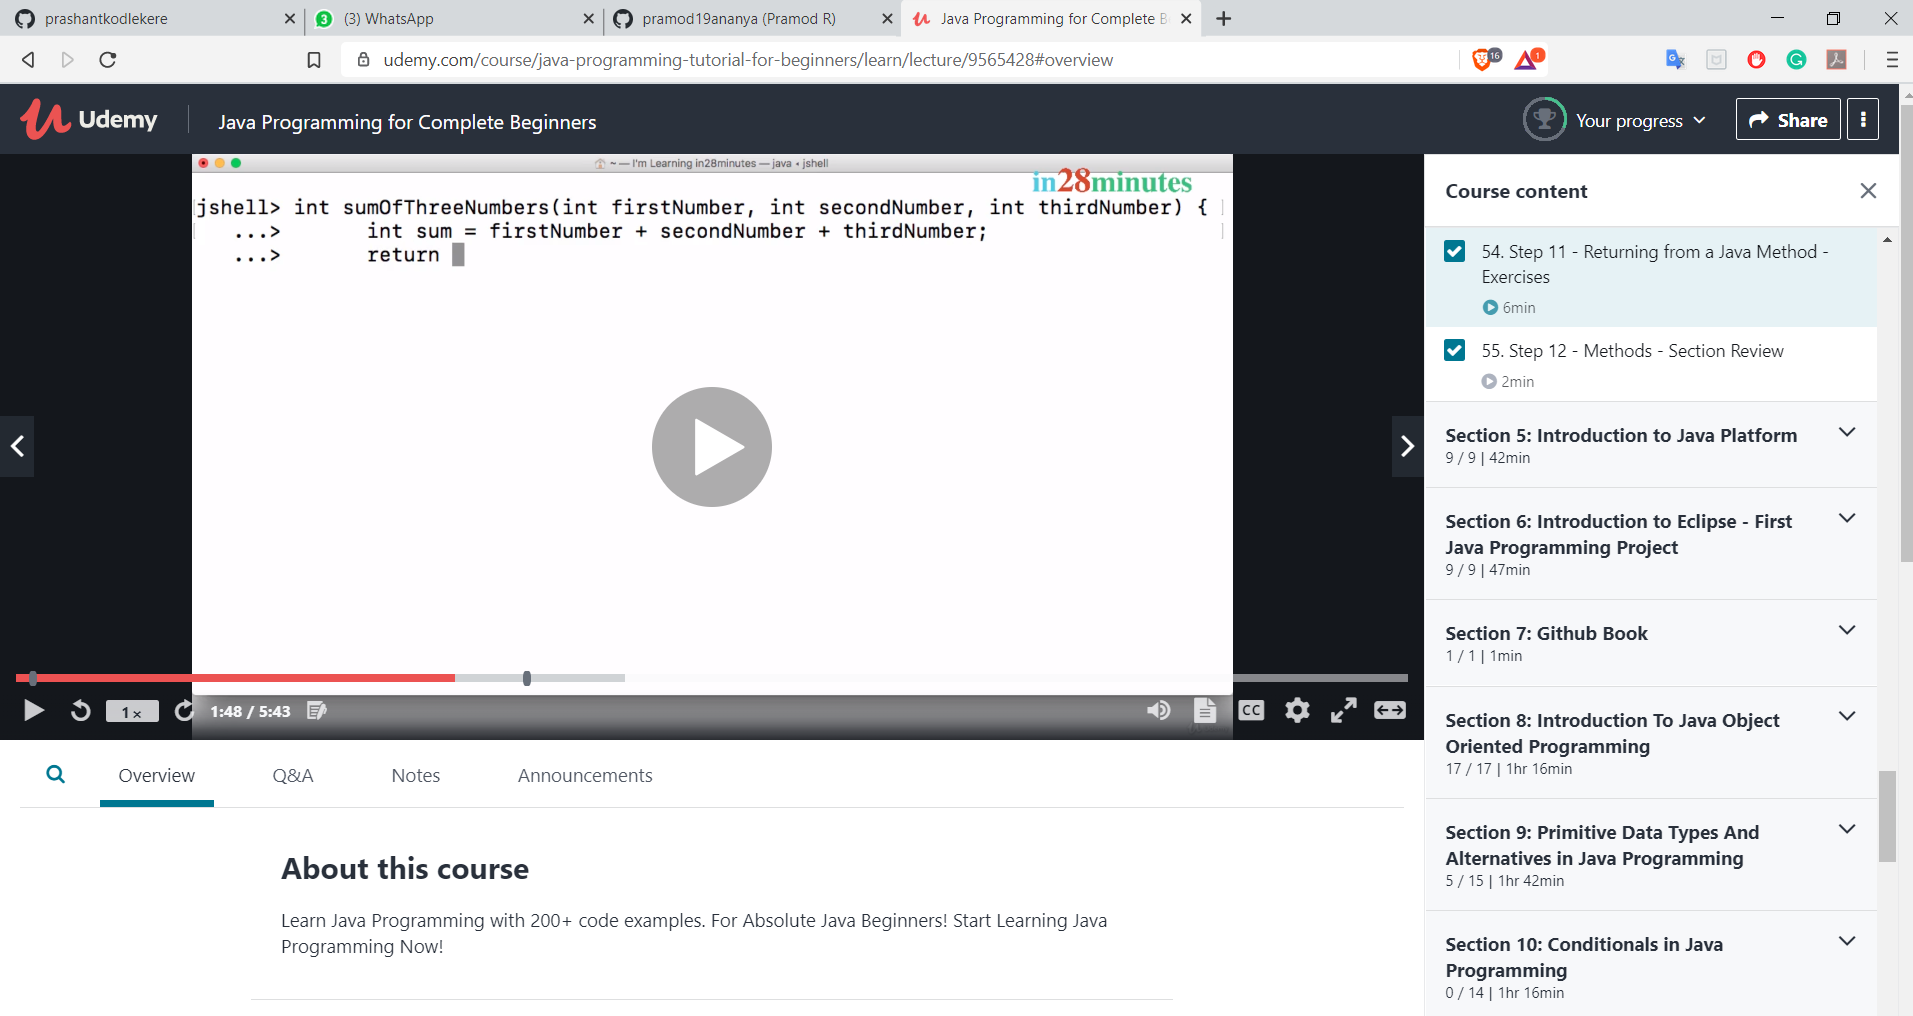 prashantkodlekere
3
(3) WhatsApp
pramod19ananya (Pramod R)
Java Programming for Complete B
udemy.com/course/java-programming-tutorial-for-beginners/learn/lecture/9565428#overview
16
1
Udemy
Java Programming for Complete Beginners
Your progress
Share
~ — I'm Learning in28minutes — java • jshell
in28minutes
jshell> int sumOfThreeNumbers(int firstNumber, int secondNumber, int thirdNumber) {
...> int sum = firstNumber + secondNumber + thirdNumber;
...> return
1x
1:48 / 5:43
CC
Overview
Q&A
Notes
Announcements
About this course
Learn Java Programming with 200+ code examples. For Absolute Java Beginners! Start Learning Java
Programming Now!
Course content
54. Step 11 - Returning from a Java Method -
Exercises
6min
55. Step 12 - Methods - Section Review
2min
Section 5: Introduction to Java Platform
9 / 9 | 42min
Section 6: Introduction to Eclipse - First
Java Programming Project
9 / 9 | 47min
Section 7: Github Book
1 / 1 | 1min
Section 8: Introduction To Java Object
Oriented Programming
17 / 17 | 1hr 16min
Section 9: Primitive Data Types And
Alternatives in Java Programming
5 / 15 | 1hr 42min
Section 10: Conditionals in Java
Programming
0 / 14 | 1hr 16min